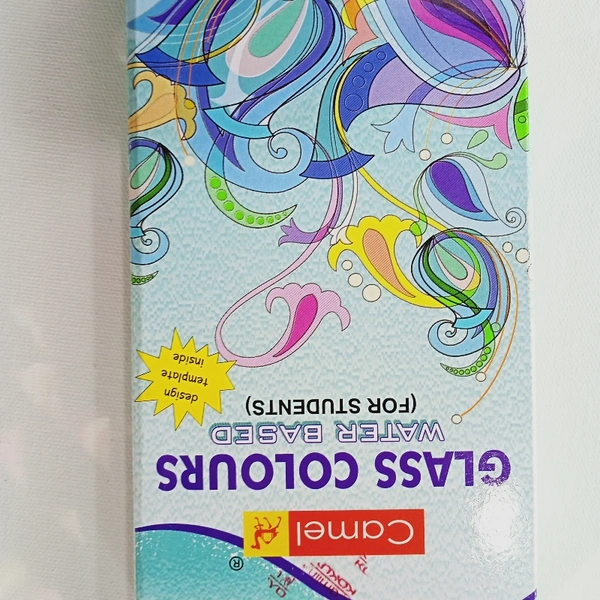 Camel
®
GLASS COLOURS
WATER BASED
(FOR STUDENTS)
design
template
inside